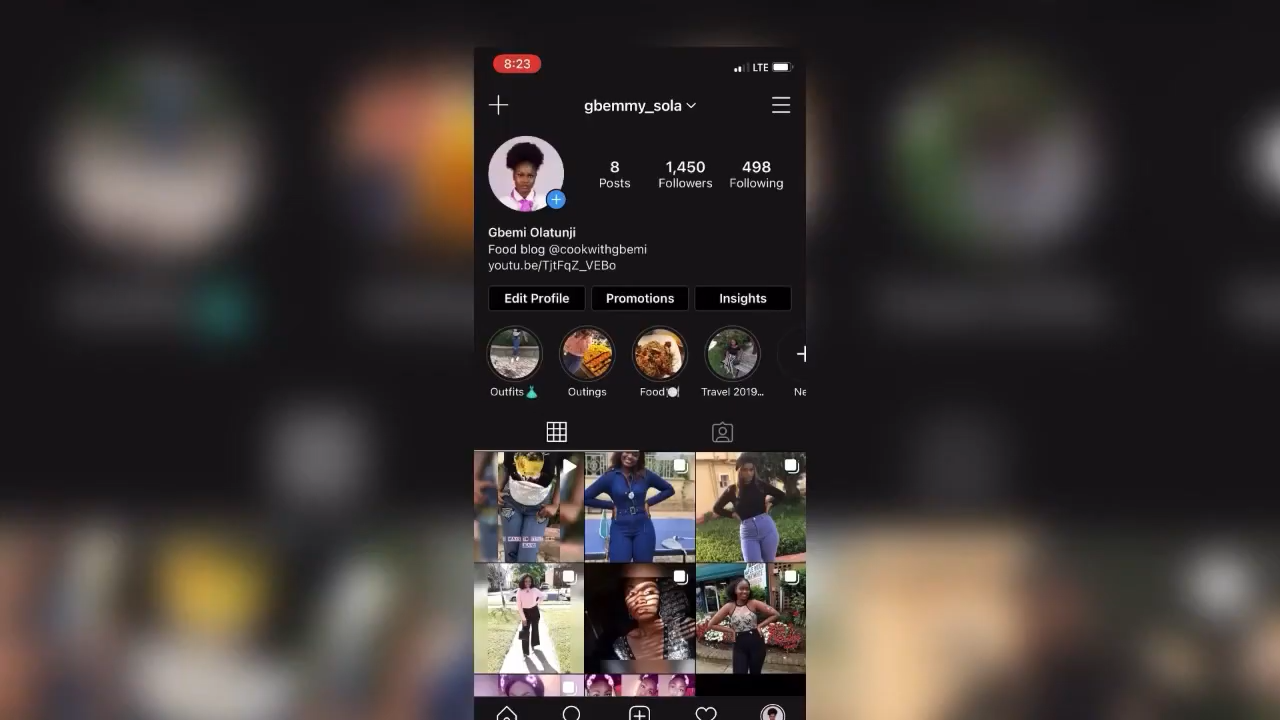 8:23
LTE
gbemmy_sola
8
1,450
498
Posts
Followers
Following
Gbemi Olatunji
Food blog @cookwithgbemi
youtu.be/TjtFqZ_VEBo
Edit Profile
Promotions
Insights
Outfits👗
Outings
Food🍽
Travel 2019...
Ne